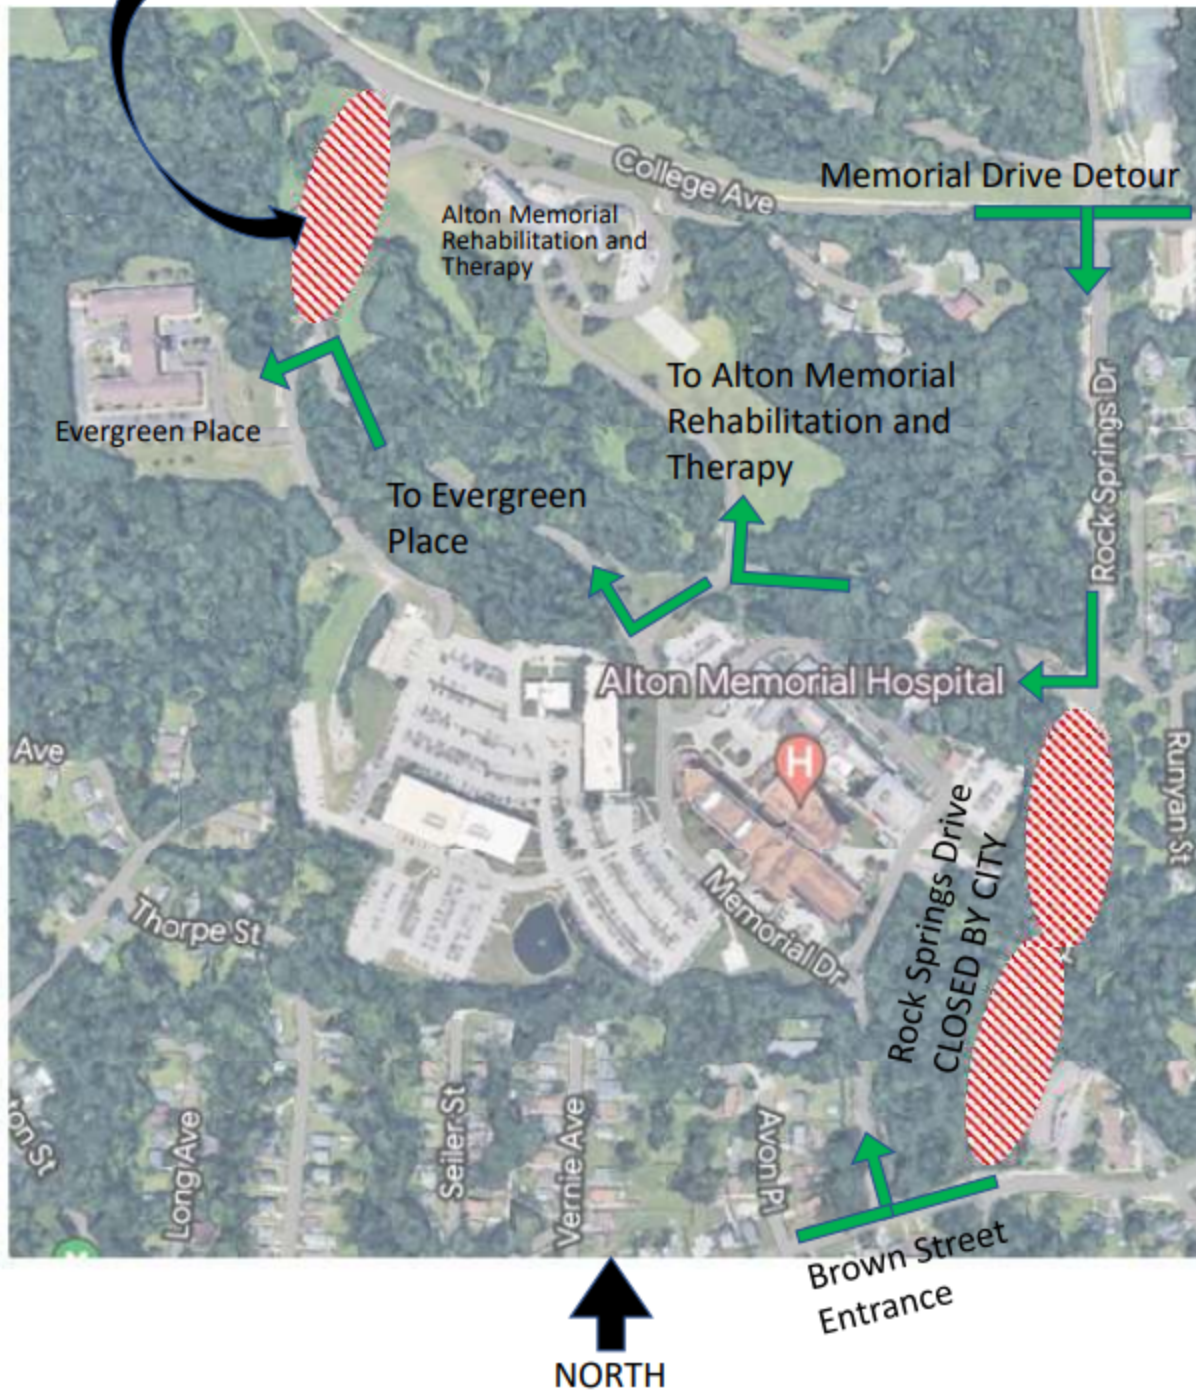 College Ave
Memorial Drive Detour
Alton Memorial
Rehabilitation and
Therapy
To Alton Memorial
Rehabilitation and
Therapy
Evergreen Place
To Evergreen
Place
Rock Springs Dr
Alton Memorial Hospital
H
Ave
Runyan St
Rock Springs Drive
CLOSED BY CITY
Thorpe St
Memorial Dr
ton St
Long Ave
Seiler St
Vernie Ave
Avon Pl
Brown Street
Entrance
NORTH